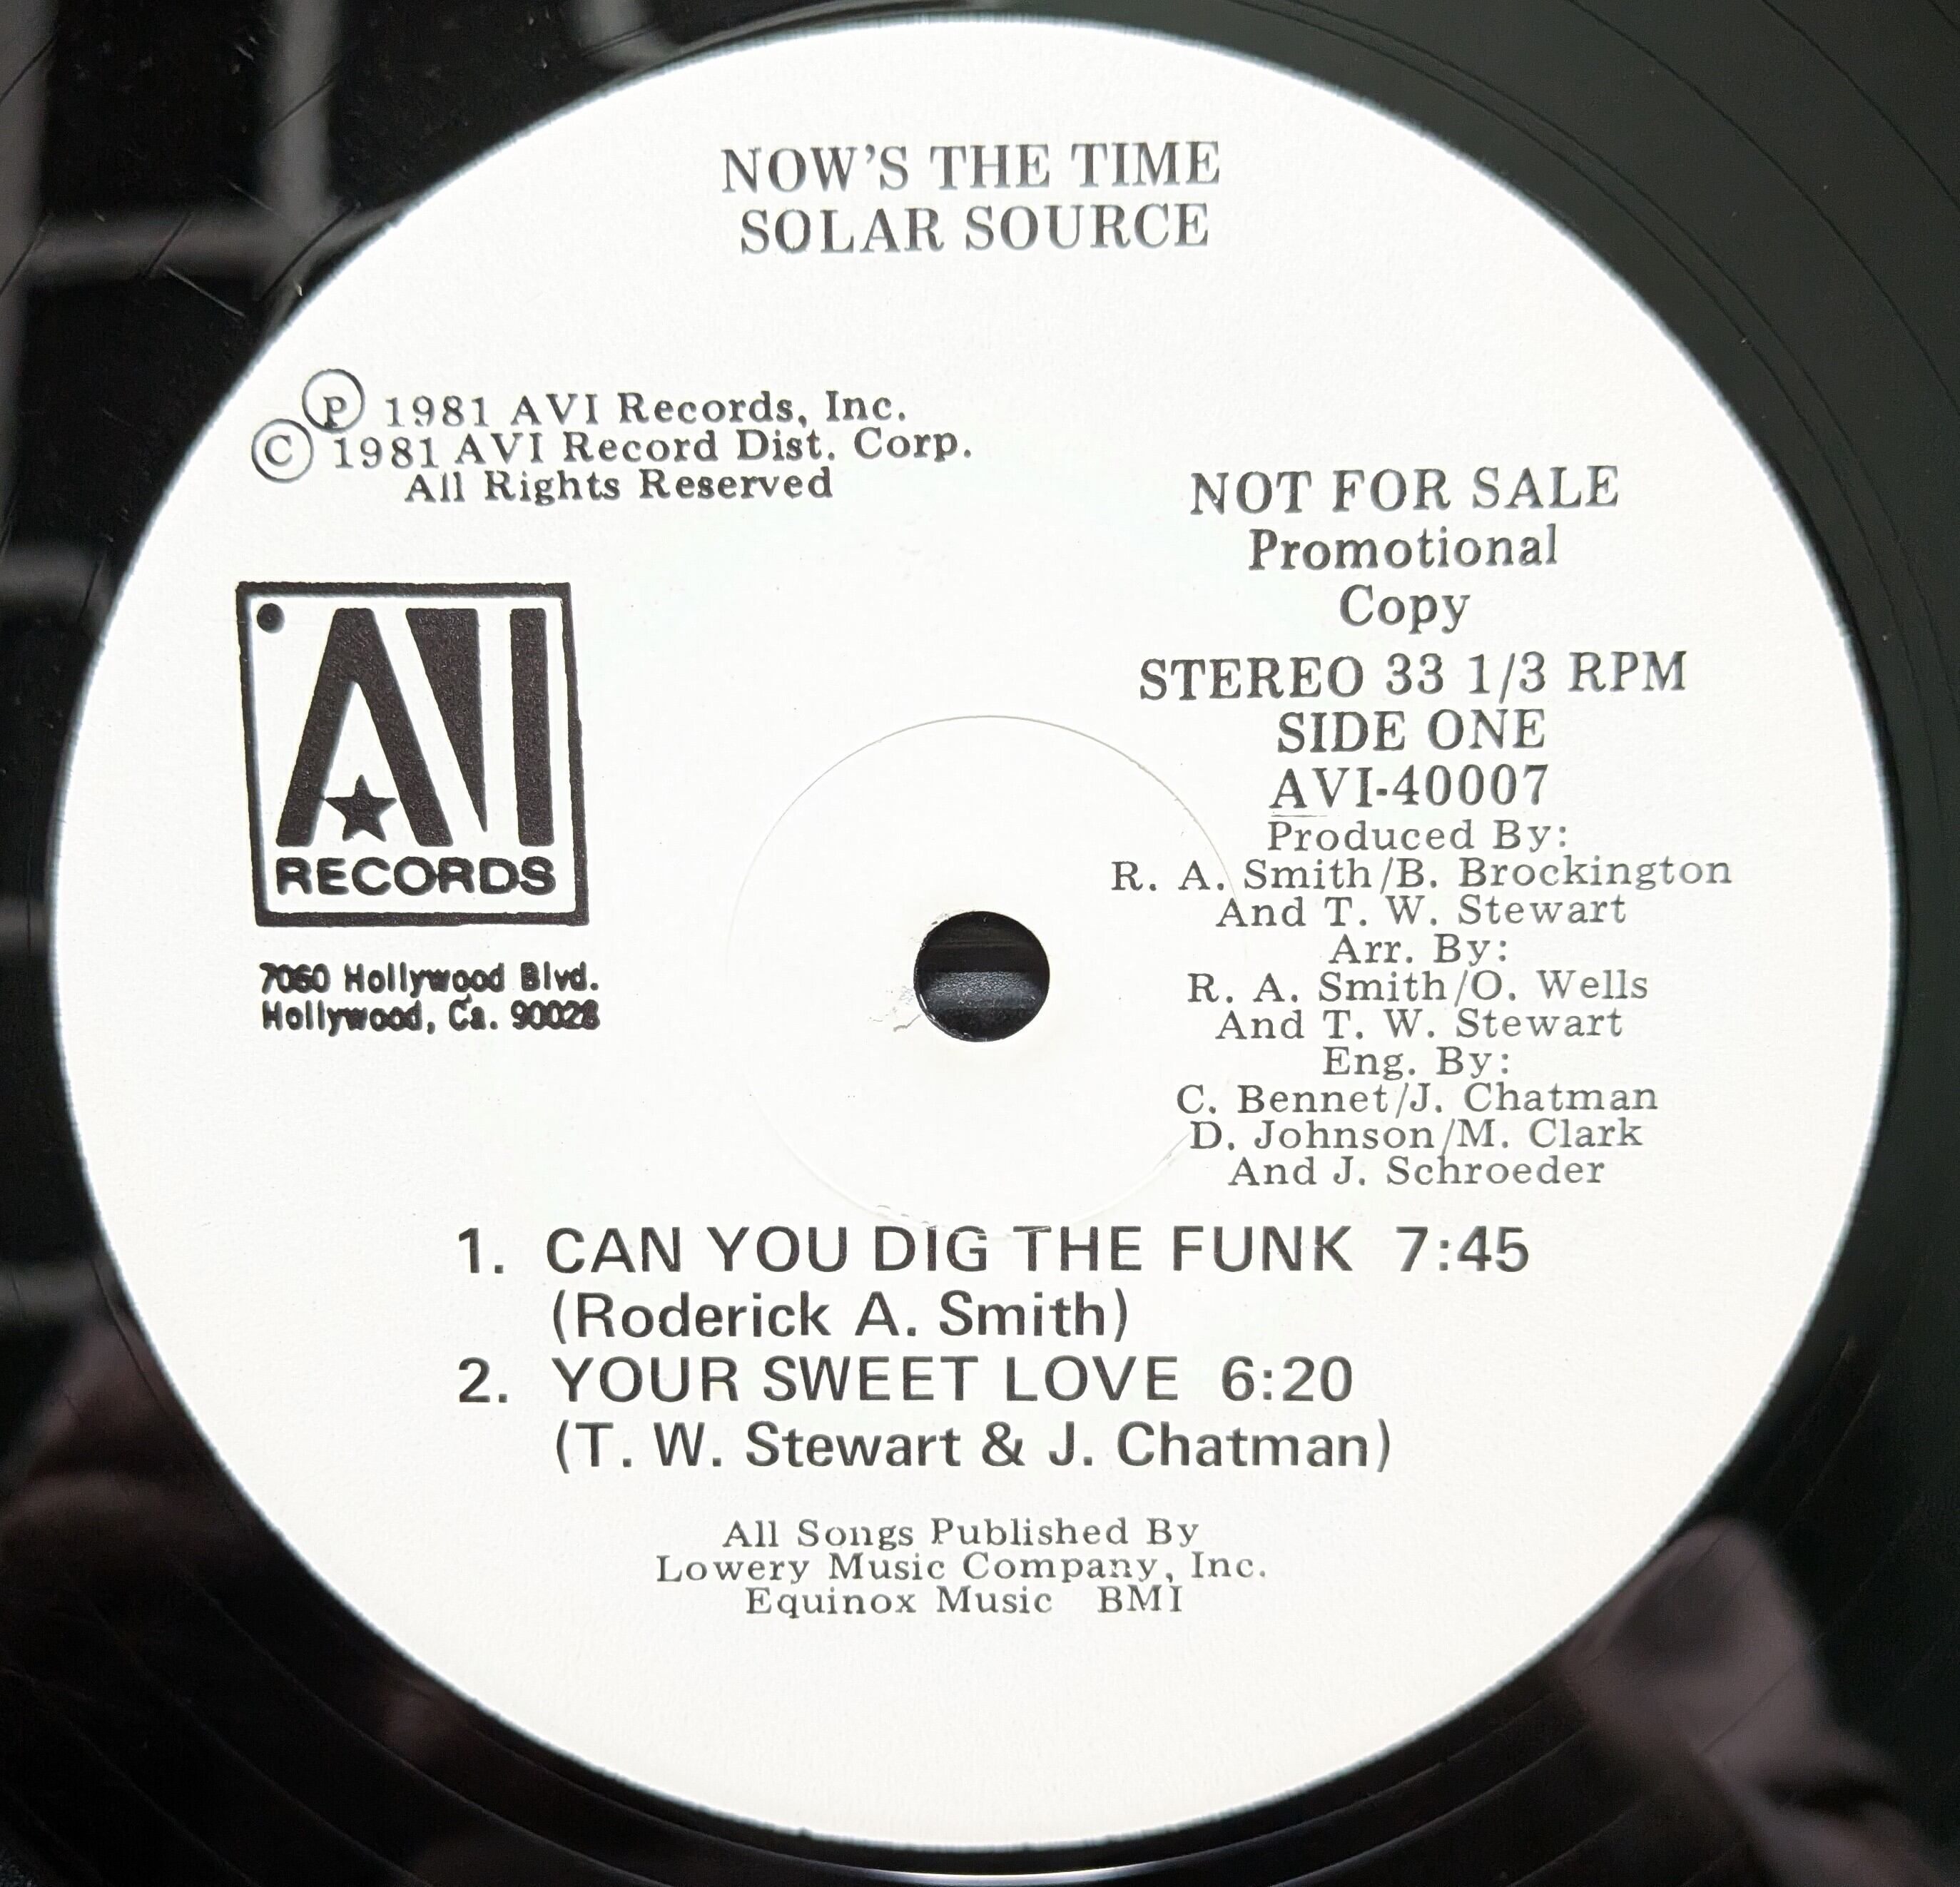 NOW'S THE TIME
SOLAR SOURCE
Ⓟ 1981 AVI Records, Inc.
© 1981 AVI Record Dist. Corp.
All Rights Reserved
AVI
RECORDS
7060 Hollywood Blvd.
Hollywood, Ca. 90028
NOT FOR SALE
Promotional
Copy
STEREO 33 1/3 RPM
SIDE ONE
AVI-40007
Produced By:
R. A. Smith/B. Brockington
And T. W. Stewart
Arr. By:
R. A. Smith/O. Wells
And T. W. Stewart
Eng. By:
C. Bennet/J. Chatman
D. Johnson/M. Clark
And J. Schroeder
1. CAN YOU DIG THE FUNK 7:45
(Roderick A. Smith)
2. YOUR SWEET LOVE 6:20
(T. W. Stewart & J. Chatman)
All Songs Published By
Lowery Music Company, Inc.
Equinox Music BMI